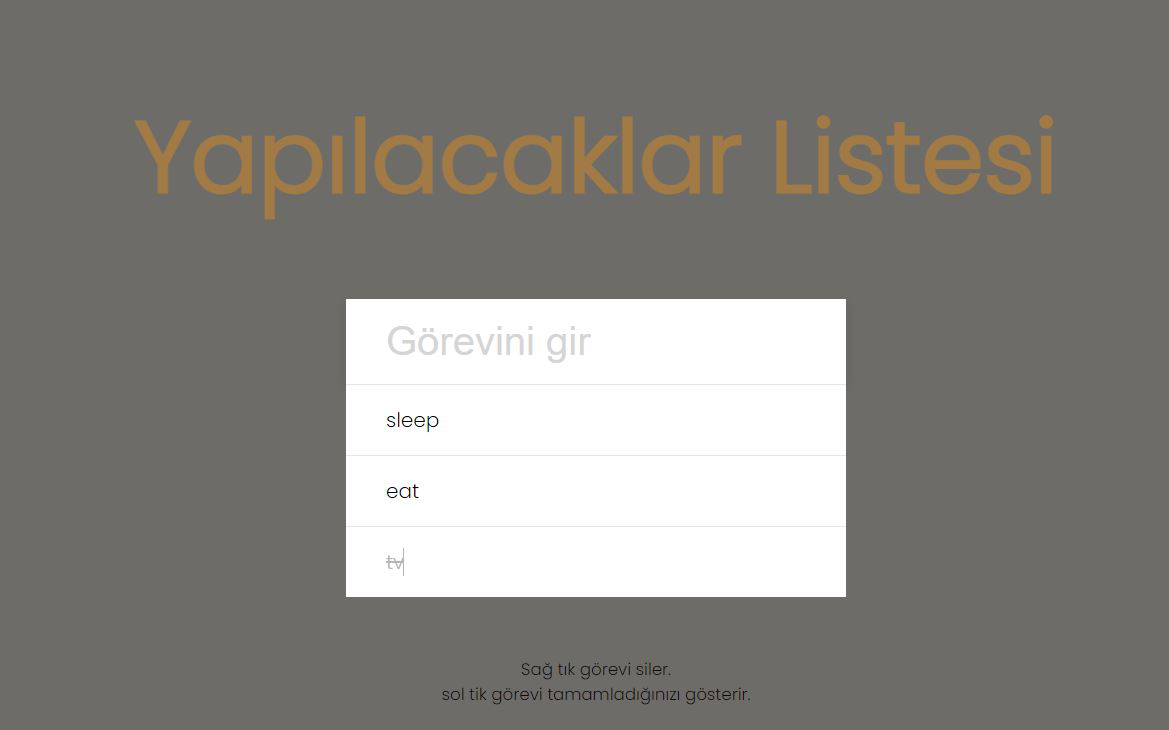 Yapılacaklar Listesi
Görevini gir
sleep
eat
tv
Sağ tık görevi siler.
sol tik görevi tamamladığınızı gösterir.